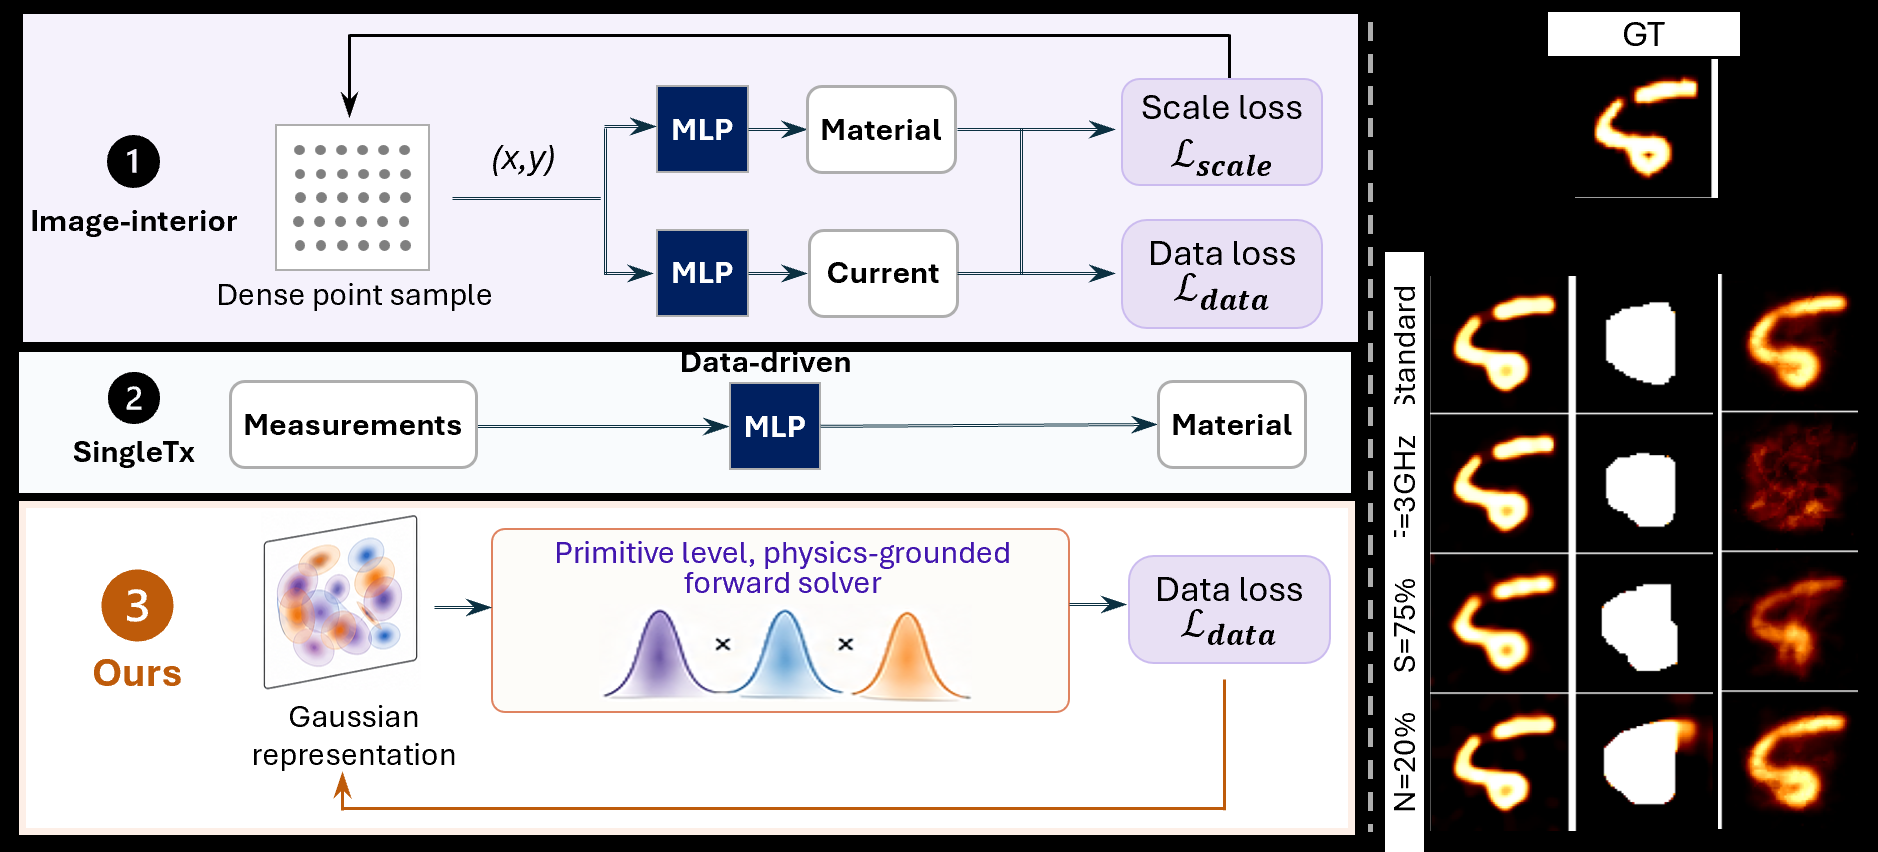 1
Image-interior
Dense point sample
(x,y)
MLP
Material
MLP
Current
Scale loss
ℒscale
Data loss
ℒdata
2
SingleTx
Data-driven
Measurements
MLP
Material
3
Ours
Gaussian
representation
Primitive level, physics-grounded
forward solver
× ×
Data loss
ℒdata
GT
Standard
F=3GHz
S=75%
N=20%